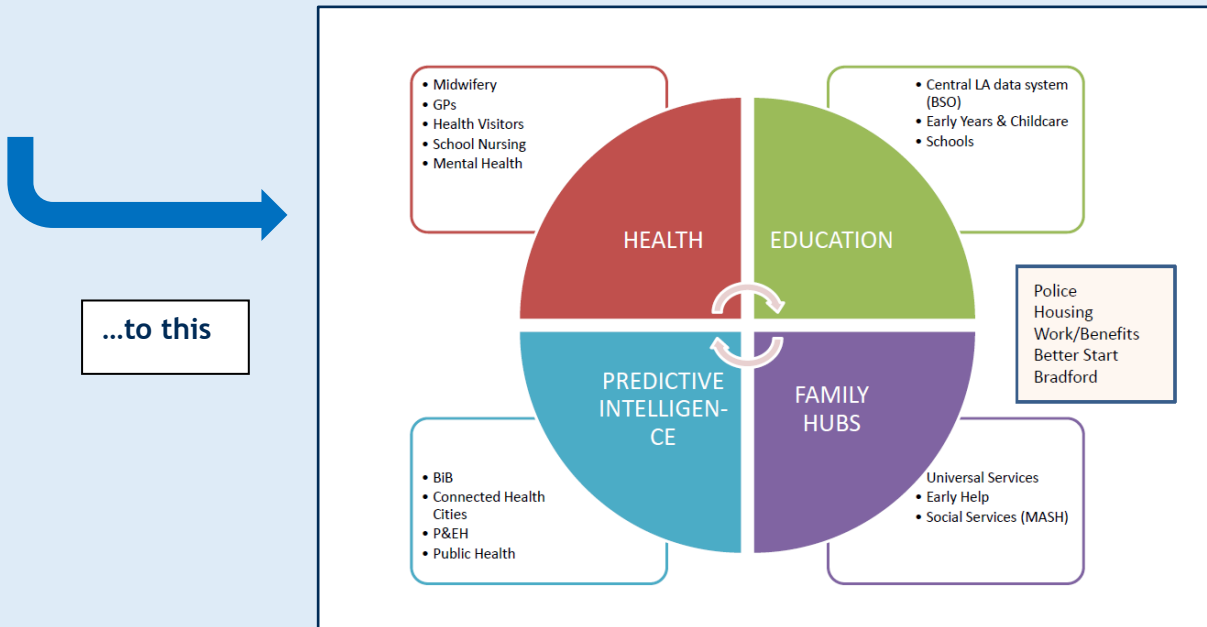 ...to this
• Midwifery
• GPs
• Health Visitors
• School Nursing
• Mental Health
• Central LA data system
(BSO)
• Early Years & Childcare
• Schools
HEALTH
EDUCATION
PREDICTIVE
INTELLIGEN-
CE
FAMILY
HUBS
Police
Housing
Work/Benefits
Better Start
Bradford
• BiB
• Connected Health
Cities
• P&EH
• Public Health
Universal Services
• Early Help
• Social Services (MASH)